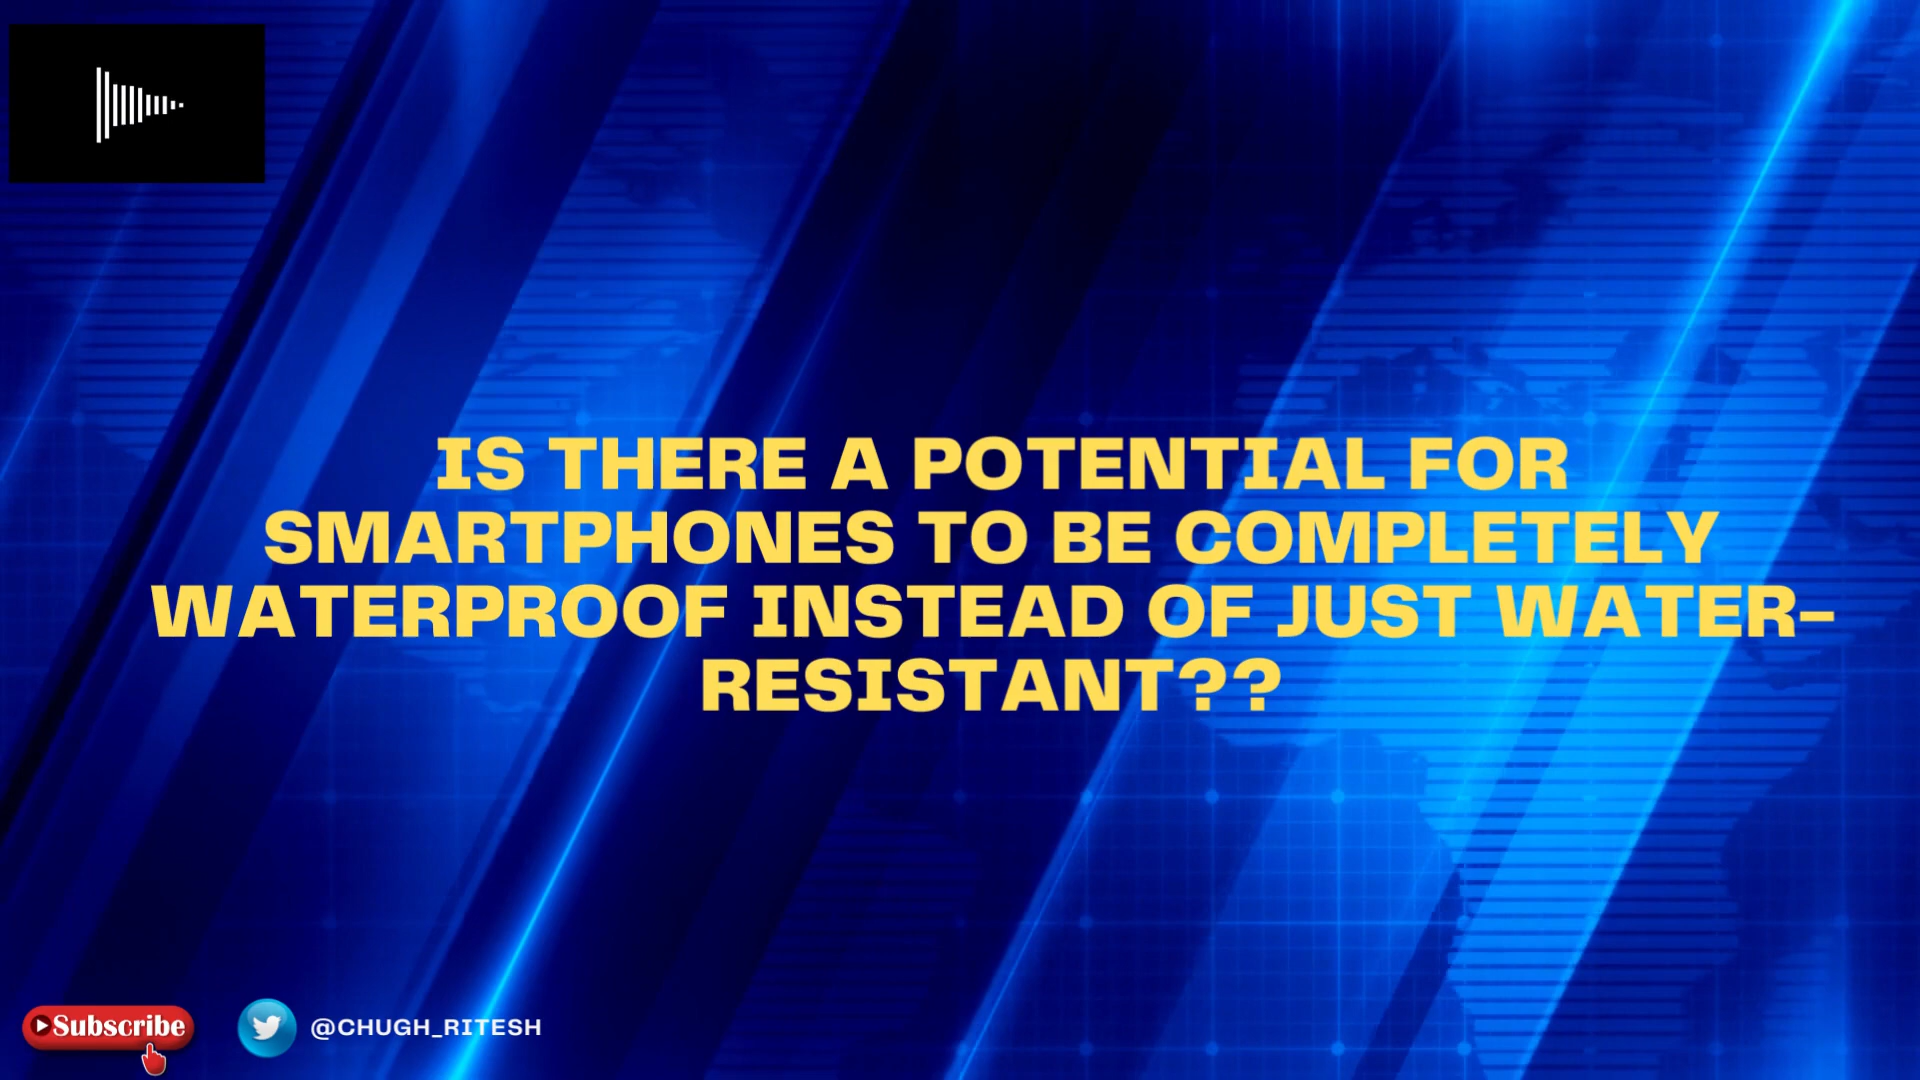 IS THERE A POTENTIAL FOR
SMARTPHONES TO BE COMPLETELY
WATERPROOF INSTEAD OF JUST WATER-
RESISTANT??
Subscribe
@CHUGH_RITESH